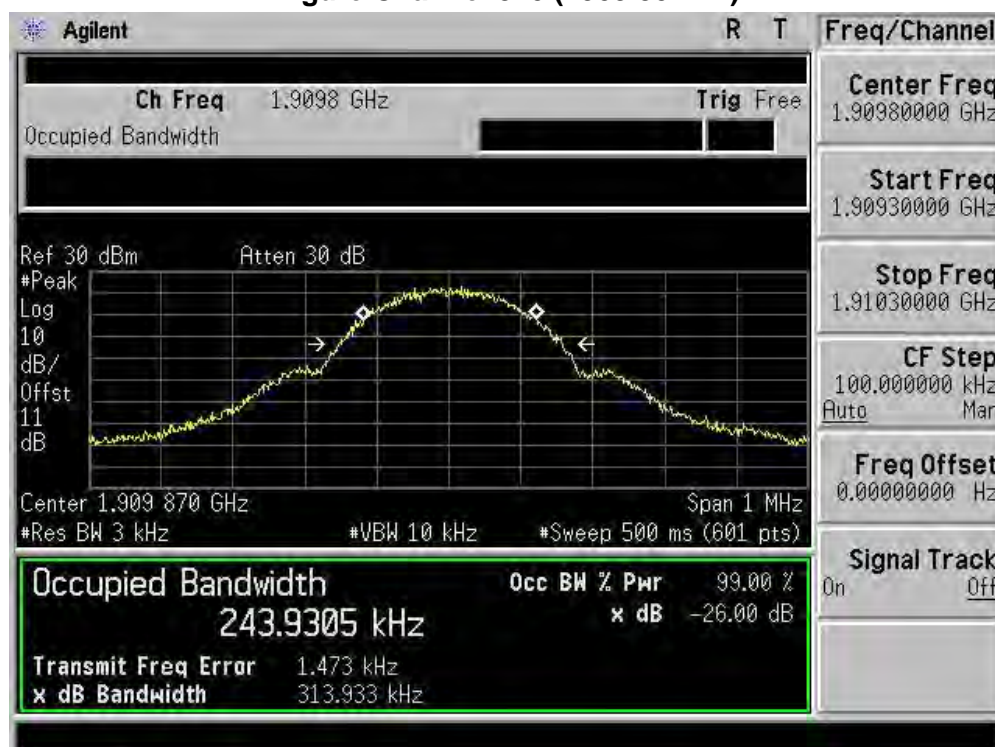 Agilent R T
Freq/Channel
Ch Freq 1.9098 GHz Trig Free
Occupied Bandwidth
Center Freq
1.90980000 GHz
Start Freq
1.90930000 GHz
Stop Freq
1.91030000 GHz
CF Step
100.000000 kHz
Auto Man
Freq Offset
0.00000000 Hz
Signal Track
On Off
Ref 30 dBm Atten 30 dB
#Peak
Log
10
dB/
Offst
11
dB
Center 1.909 870 GHz Span 1 MHz
#Res BW 3 kHz #VBW 10 kHz #Sweep 500 ms (601 pts)
Occupied Bandwidth
243.9305 kHz
Occ BW % Pwr 99.00 %
x dB -26.00 dB
Transmit Freq Error 1.473 kHz
x dB Bandwidth 313.933 kHz